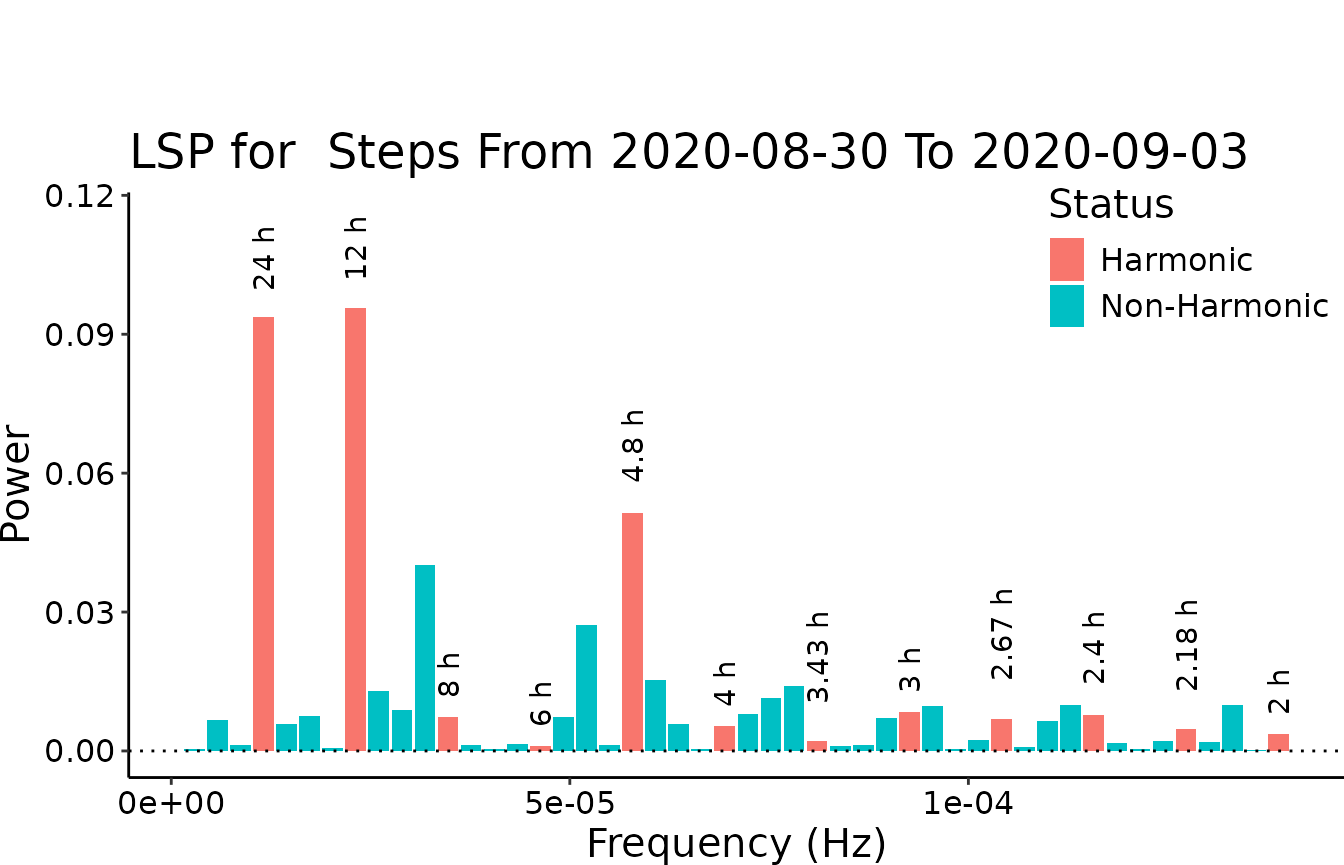 LSP for  Steps From 2020-08-30 To 2020-09-03
Status
Harmonic
Non-Harmonic
Power
0.12
0.09
0.06
0.03
0.00
24 h
12 h
8 h
6 h
4.8 h
4 h
3.43 h
3 h
2.67 h
2.4 h
2.18 h
2 h
0e+00
5e-05
1e-04
Frequency (Hz)